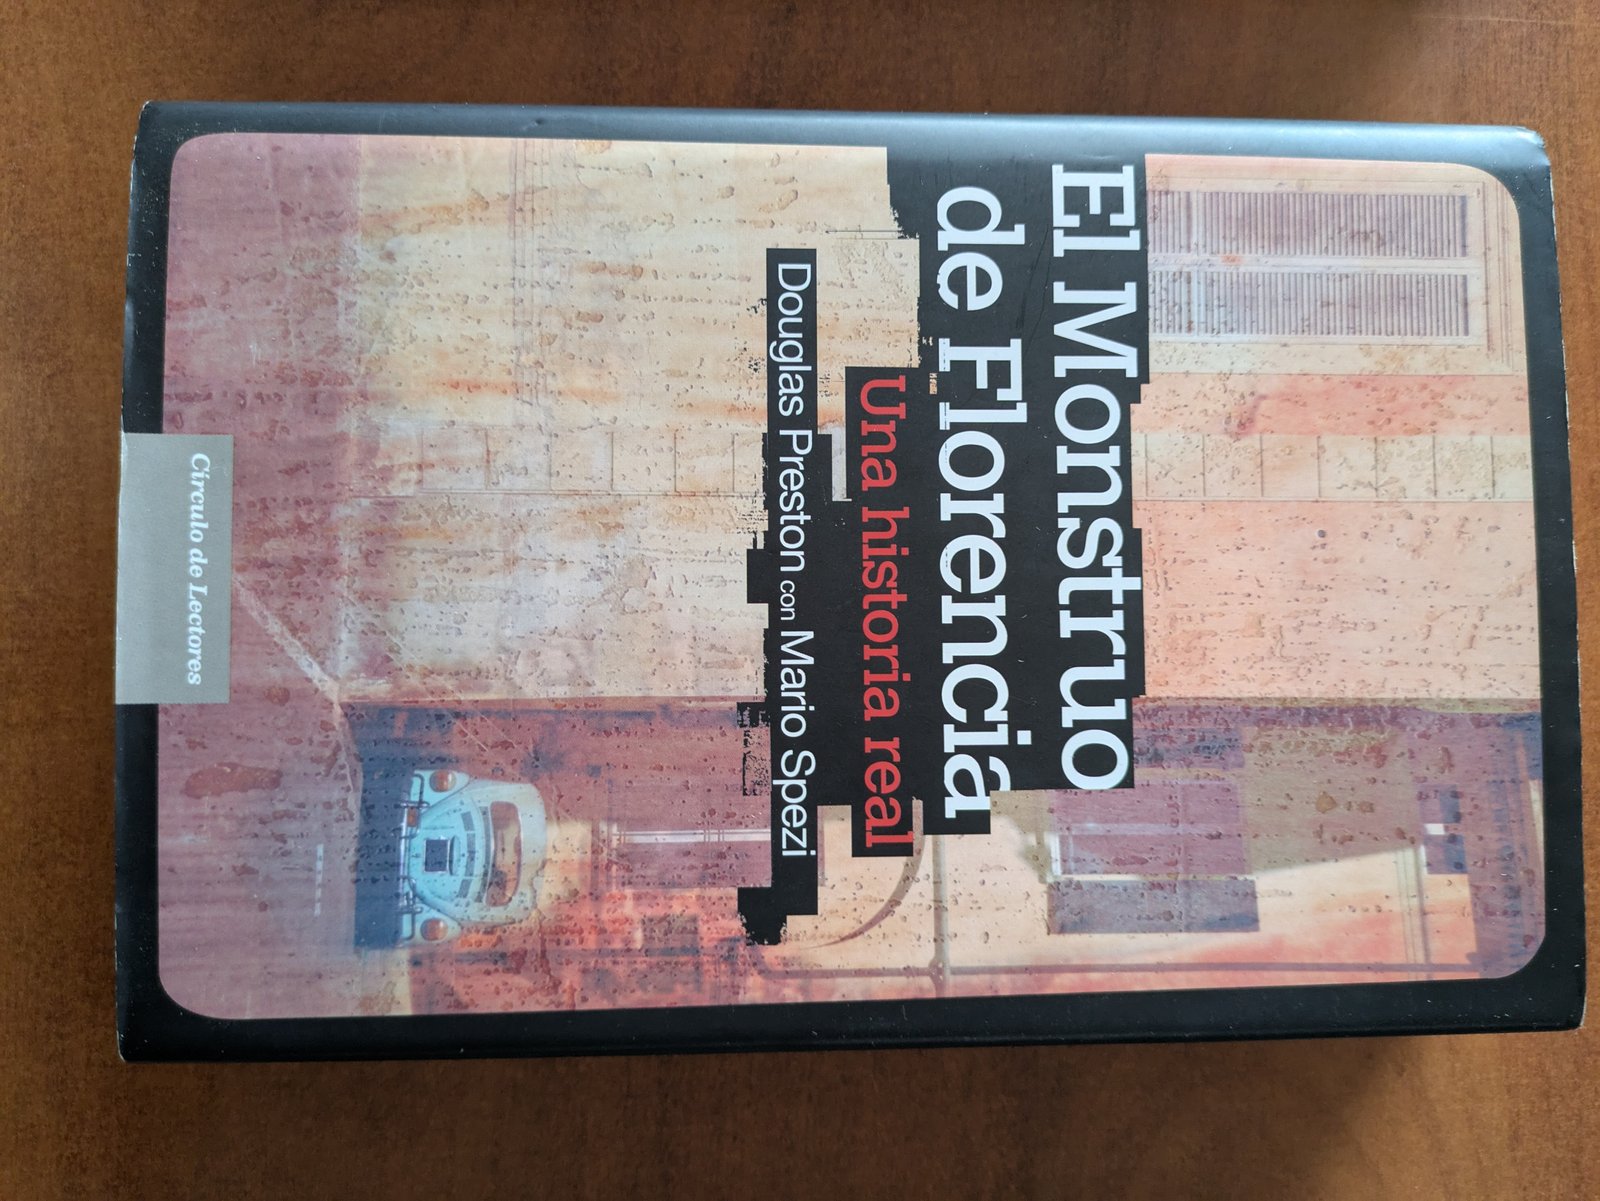 El Monstruo
de Florencia
Una historia real
Douglas Preston con Mario Spezi
Círculo de Lectores